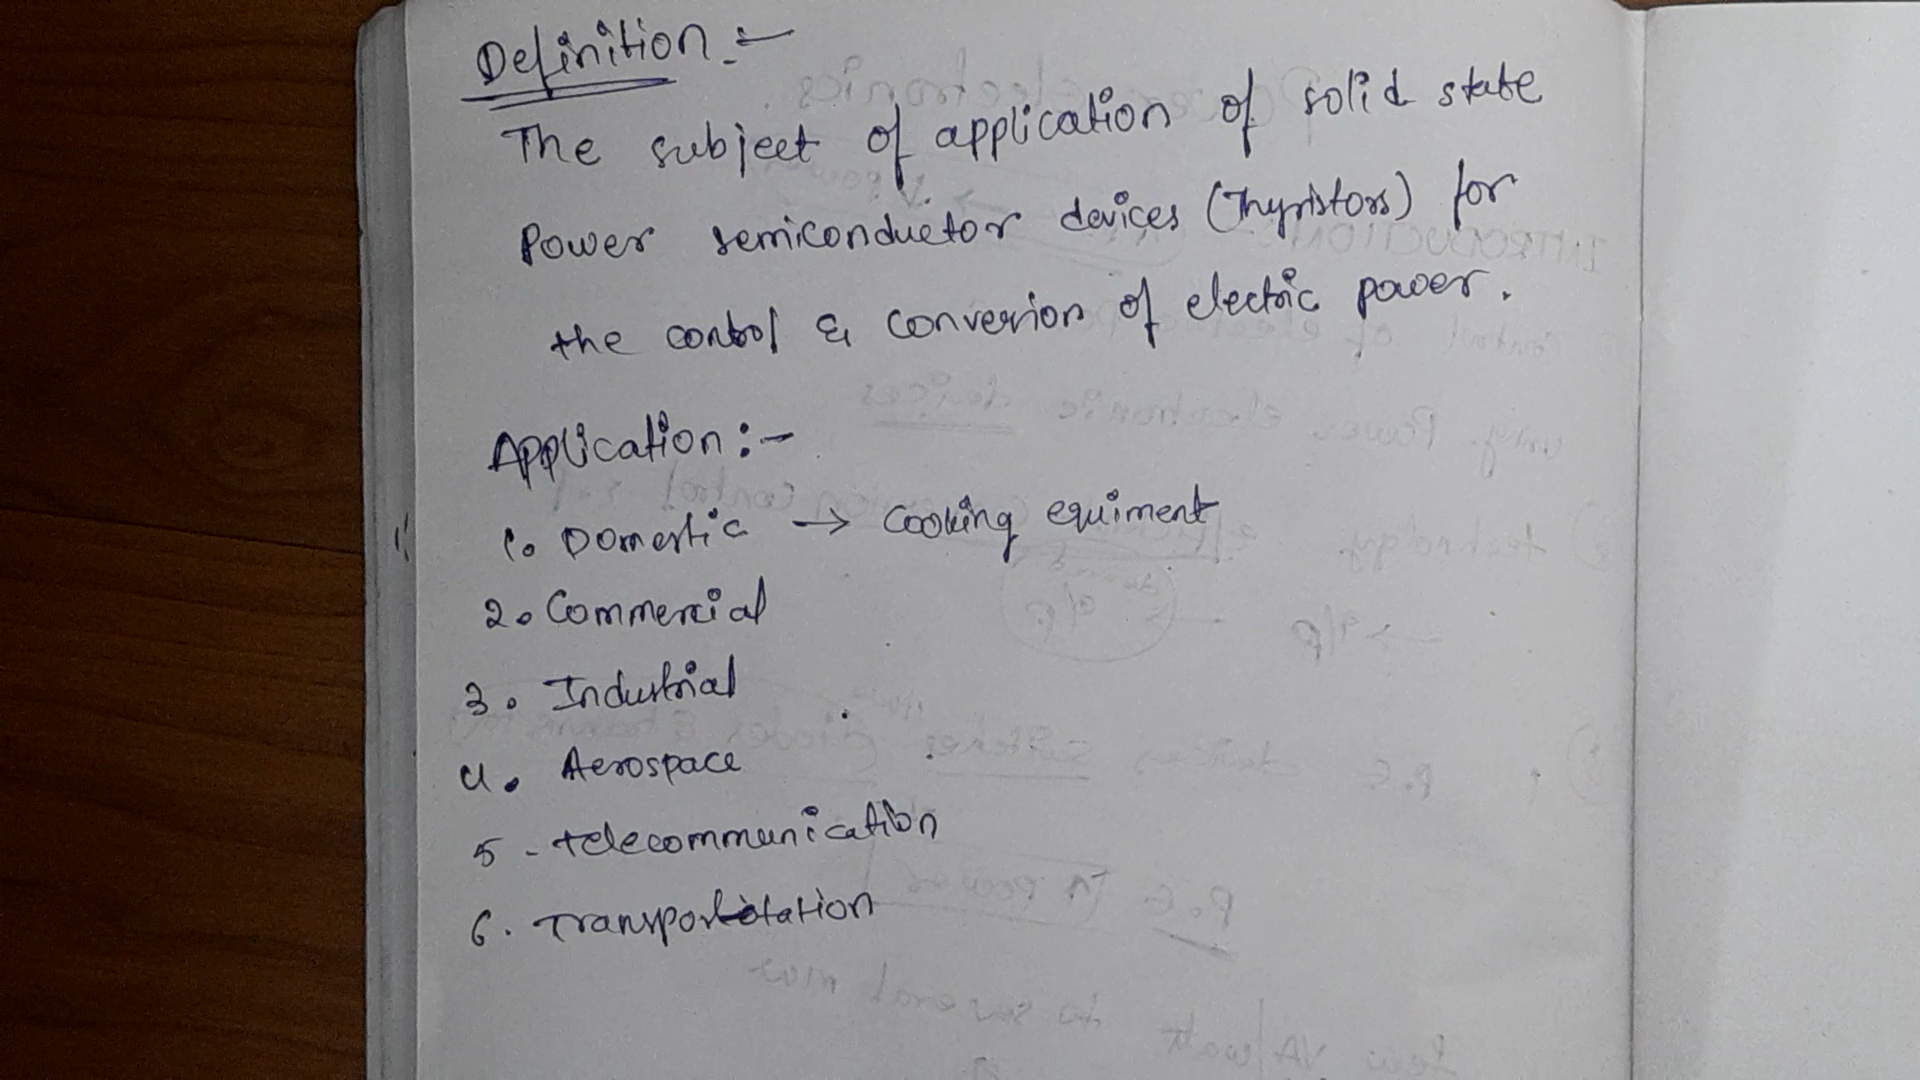 Definition :-
The subject of application of solid state
Power semiconductor devices (Thyristors) for
the control & conversion of electric power.
Application :-
1. Domestic → Cooking equiment
2. Commercial
3. Industrial
4. Aerospace
5 - telecommunication
6. Transportation